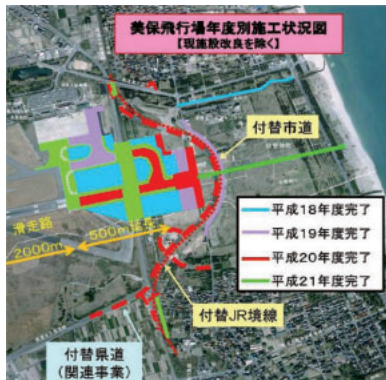 美保飛行場年度別施工状況図
【現施設改良を除く】
付替市道
平成18年度完了
平成19年度完了
平成20年度完了
平成21年度完了
滑走路
2000m
500m延長
付替JR境線
付替県道
(関連事業)